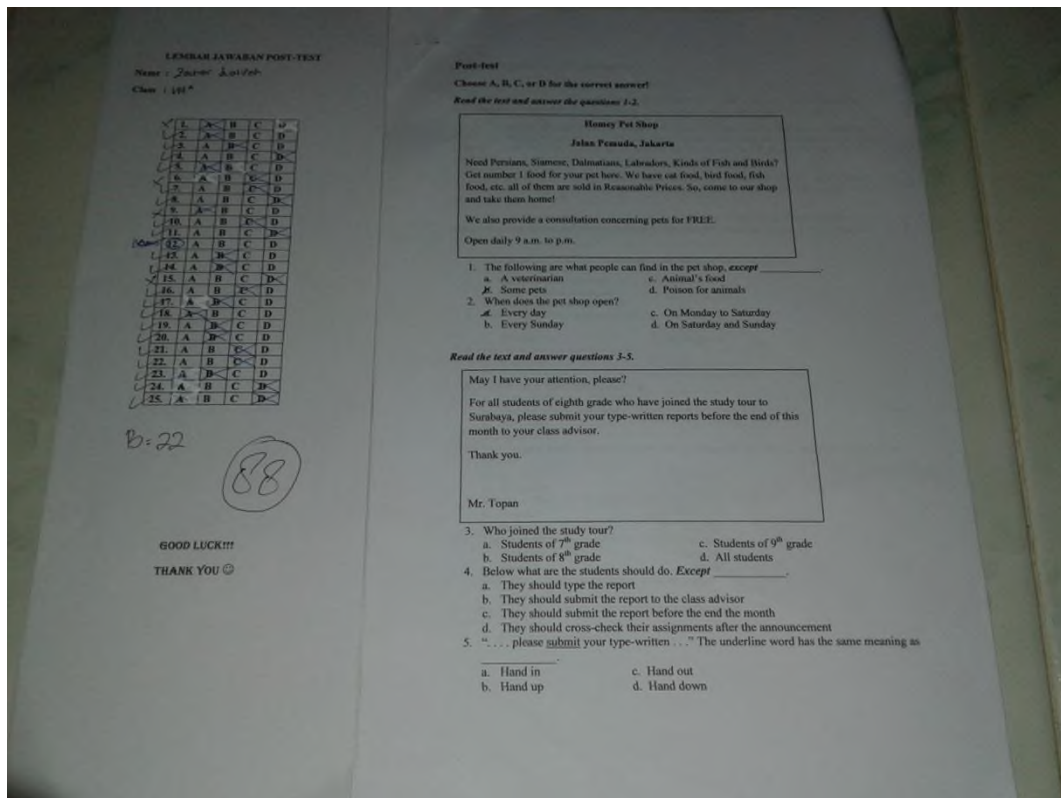 LEMBAR JAWABAN POST-TEST
Name :
Class :
1. A B C D
2. A B C D
3. A B C D
4. A B C D
5. A B C D
6. A B C D
7. A B C D
8. A B C D
9. A B C D
10. A B C D
11. A B C D
12. A B C D
13. A B C D
14. A B C D
15. A B C D
16. A B C D
17. A B C D
18. A B C D
19. A B C D
20. A B C D
21. A B C D
22. A B C D
23. A B C D
24. A B C D
25. A B C D
B = 22
88
GOOD LUCK!!!
THANK YOU ☺
Post-test
Choose A, B, C, or D for the correct answer!
Read the text and answer the questions 1-2.
Homey Pet Shop
Jalan Pemuda, Jakarta
Need Persians, Siamese, Dalmatians, Labradors, Kinds of Fish and Birds?
Get number 1 food for your pet here. We have cat food, bird food, fish
food, etc. all of them are sold in Reasonable Prices. So, come to our shop
and take them home!
We also provide a consultation concerning pets for FREE.
Open daily 9 a.m. to p.m.
1. The following are what people can find in the pet shop, except ____________.
a. A veterinarian c. Animal's food
b. Some pets d. Poison for animals
2. When does the pet shop open?
a. Every day c. On Monday to Saturday
b. Every Sunday d. On Saturday and Sunday
Read the text and answer questions 3-5.
May I have your attention, please?
For all students of eighth grade who have joined the study tour to
Surabaya, please submit your type-written reports before the end of this
month to your class advisor.
Thank you.
Mr. Topan
3. Who joined the study tour?
a. Students of 7th grade c. Students of 9th grade
b. Students of 8th grade d. All students
4. Below what are the students should do. Except ____________.
a. They should type the report
b. They should submit the report to the class advisor
c. They should submit the report before the end the month
d. They should cross-check their assignments after the announcement
5. ". . . . please submit your type-written . . ." The underline word has the same meaning as
____________.
a. Hand in c. Hand out
b. Hand up d. Hand down